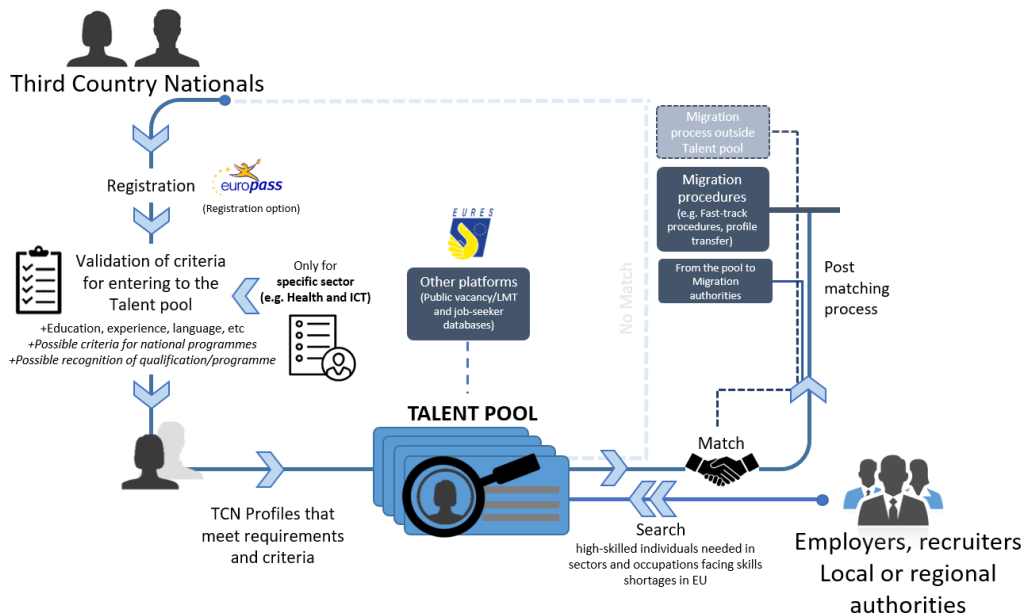 Third Country Nationals
Registration
europass
(Registration option)
Validation of criteria
for entering to the
Talent pool
+Education, experience, language, etc
+Possible criteria for national programmes
+Possible recognition of qualification/programme
Only for
specific sector
(e.g. Health and ICT)
EURES
Other platforms
(Public vacancy/LMT
and job-seeker
databases)
TALENT POOL
TCN Profiles that
meet requirements
and criteria
No Match
Migration
process outside
Talent pool
Migration
procedures
(e.g. Fast-track
procedures, profile
transfer)
From the pool to
Migration
authorities
Post
matching
process
Match
Search
high-skilled individuals needed in
sectors and occupations facing skills
shortages in EU
Employers, recruiters
Local or regional
authorities